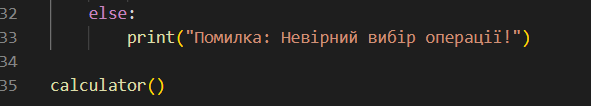 32 else:
33 print("Помилка: Невірний вибір операції!")
34
35 calculator()